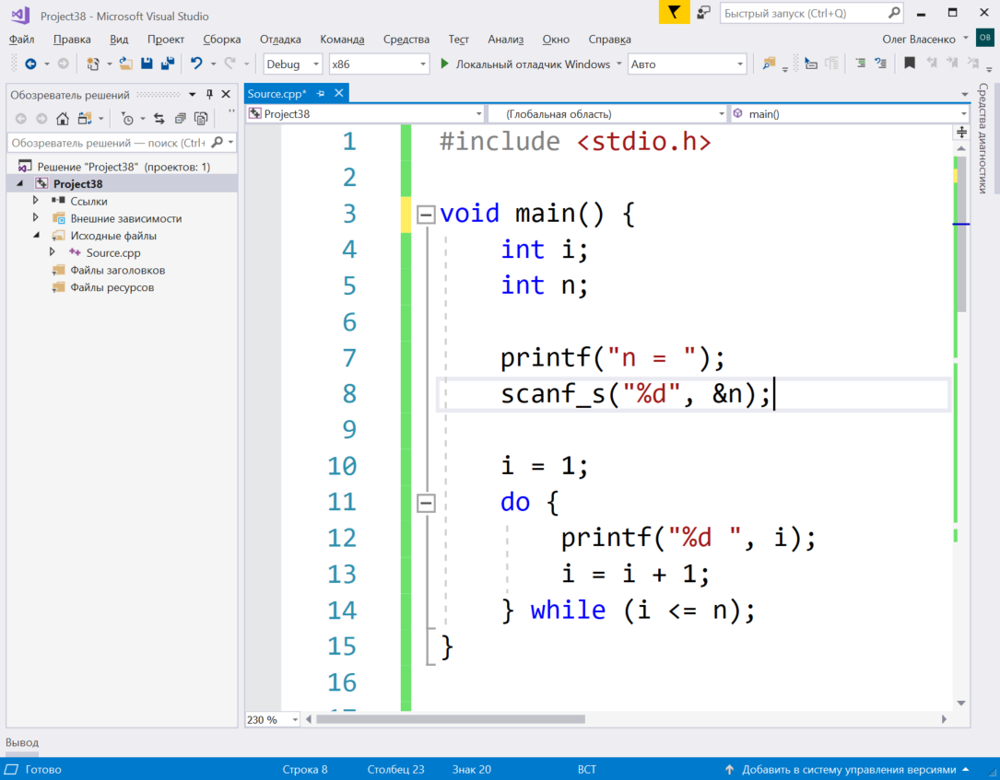 Project38 - Microsoft Visual Studio
Быстрый запуск (Ctrl+Q)
Файл Правка Вид Проект Сборка Отладка Команда Средства Тест Анализ Окно Справка
Олег Власенко ОВ
Debug x86 Локальный отладчик Windows Авто
Обозреватель решений
Обозреватель решений — поиск (Ctrl+
Решение "Project38" (проектов: 1)
Project38
Ссылки
Внешние зависимости
Исходные файлы
Source.cpp
Файлы заголовков
Файлы ресурсов
Source.cpp*
Project38 (Глобальная область) main()
1 #include <stdio.h>
2
3 void main() {
4 int i;
5 int n;
6
7 printf("n = ");
8 scanf_s("%d", &n);
9
10 i = 1;
11 do {
12 printf("%d ", i);
13 i = i + 1;
14 } while (i <= n);
15 }
16
230 %
Средства диагностики
Вывод
Готово Строка 8 Столбец 23 Знак 20 ВСТ Добавить в систему управления версиями